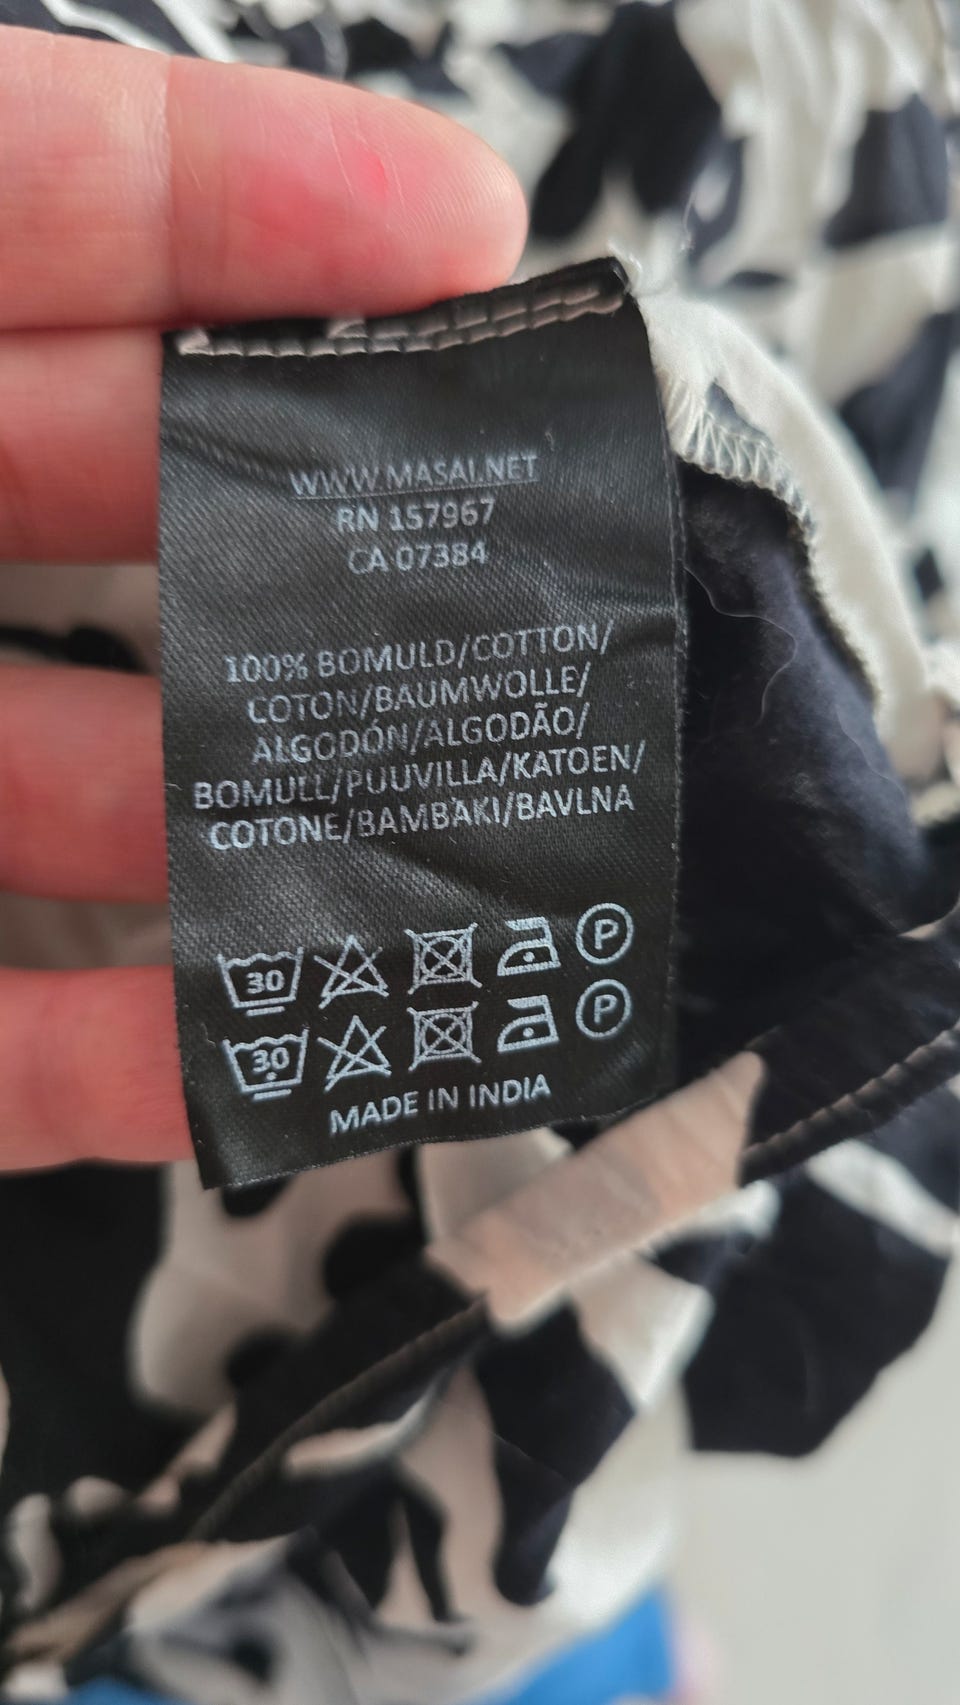 WWW.MASAI.NET
RN 157967
CA 07384
100% BOMULD/COTTON/
COTON/BAUMWOLLE/
ALGODÓN/ALGODÃO/
BOMULL/PUUVILLA/KATOEN/
COTONE/BAMBAKI/BAVLNA
30 P
30 P
MADE IN INDIA